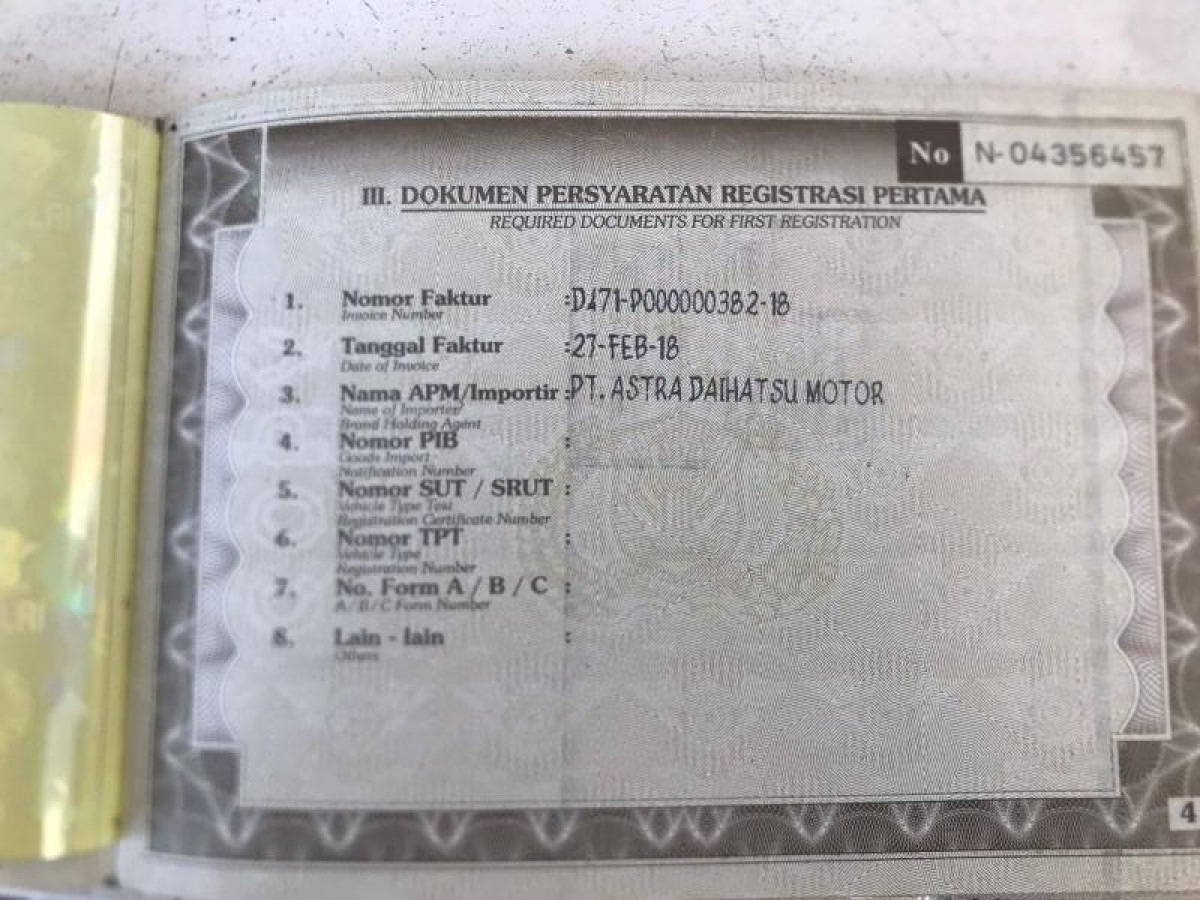 No N-04356457
III. DOKUMEN PERSYARATAN REGISTRASI PERTAMA
REQUIRED DOCUMENTS FOR FIRST REGISTRATION
1. Nomor Faktur :D471-P000000382-18
Invoice Number
2. Tanggal Faktur :27-FEB-18
Date of Invoice
3. Nama APM/Importir :PT. ASTRA DAIHATSU MOTOR
Name of Importer/
Brand Holding Agent
4. Nomor PIB :
Goods Import
Notification Number
5. Nomor SUT / SRUT :
Vehicle Type Test
Registration Certificate Number
6. Nomor TPT :
Vehicle Type
Registration Number
7. No. Form A / B / C :
A / B / C Form Number
8. Lain - lain :
Others
4